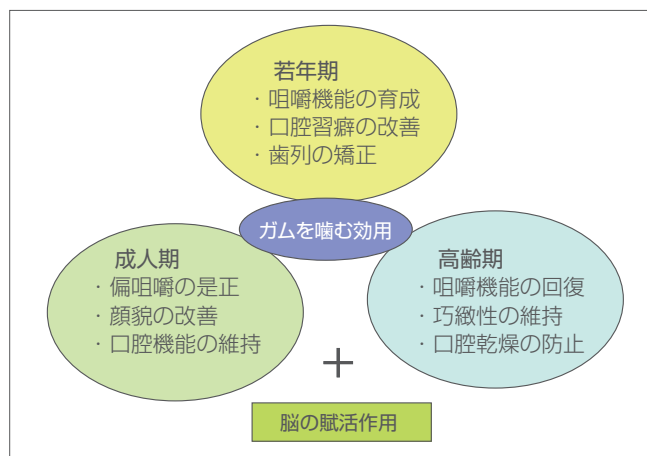 若年期
・咀嚼機能の育成
・口腔習癖の改善
・歯列の矯正
ガムを噛む効用
成人期
・偏咀嚼の是正
・顔貌の改善
・口腔機能の維持
高齢期
・咀嚼機能の回復
・巧緻性の維持
・口腔乾燥の防止
＋
脳の賦活作用